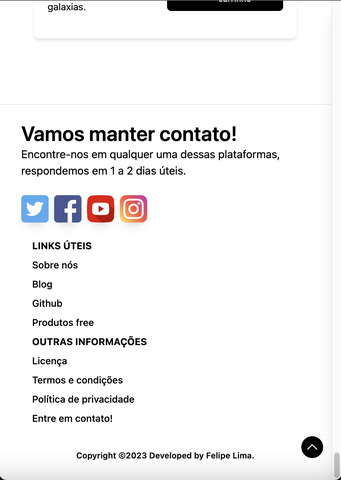 galaxias.
Vamos manter contato!
Encontre-nos em qualquer uma dessas plataformas,
respondemos em 1 a 2 dias úteis.
LINKS ÚTEIS
Sobre nós
Blog
Github
Produtos free
OUTRAS INFORMAÇÕES
Licença
Termos e condições
Política de privacidade
Entre em contato!
Copyright ©2023 Developed by Felipe Lima.